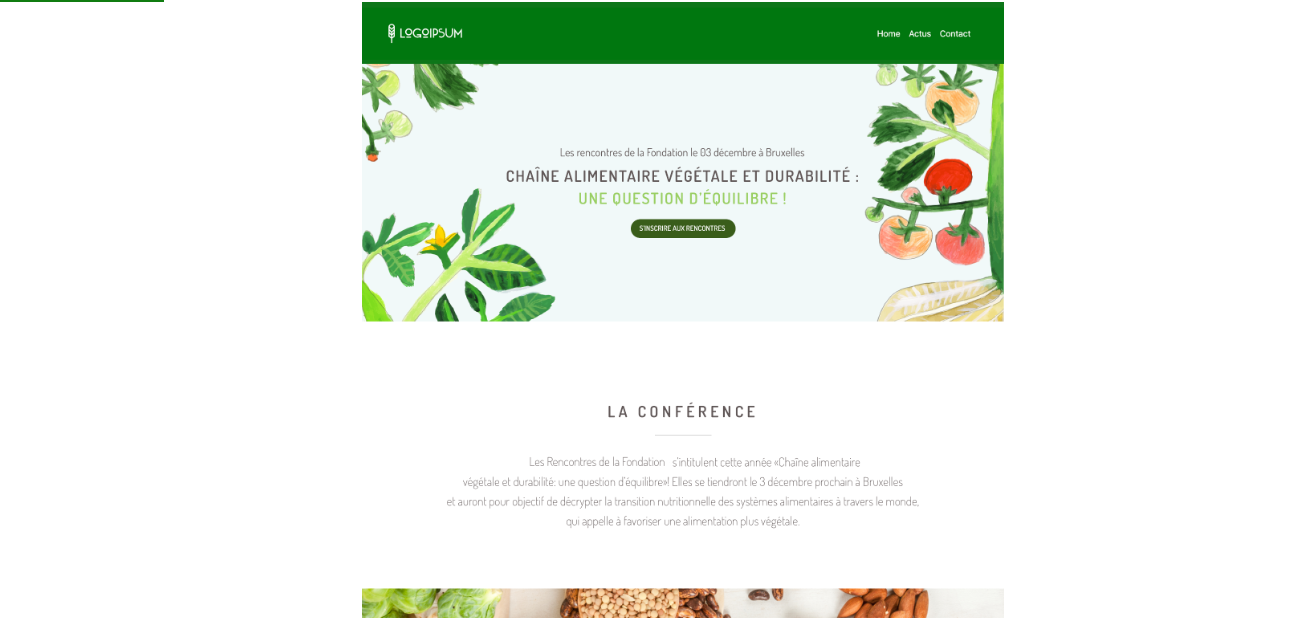 LOGOIPSUM
Home Actus Contact
Les rencontres de la Fondation le 03 décembre à Bruxelles
CHAÎNE ALIMENTAIRE VÉGÉTALE ET DURABILITÉ :
UNE QUESTION D'ÉQUILIBRE !
S'INSCRIRE AUX RENCONTRES
LA CONFÉRENCE
Les Rencontres de la Fondation s'intitulent cette année «Chaîne alimentaire
végétale et durabilité: une question d'équilibre»! Elles se tiendront le 3 décembre prochain à Bruxelles
et auront pour objectif de décrypter la transition nutritionnelle des systèmes alimentaires à travers le monde,
qui appelle à favoriser une alimentation plus végétale.